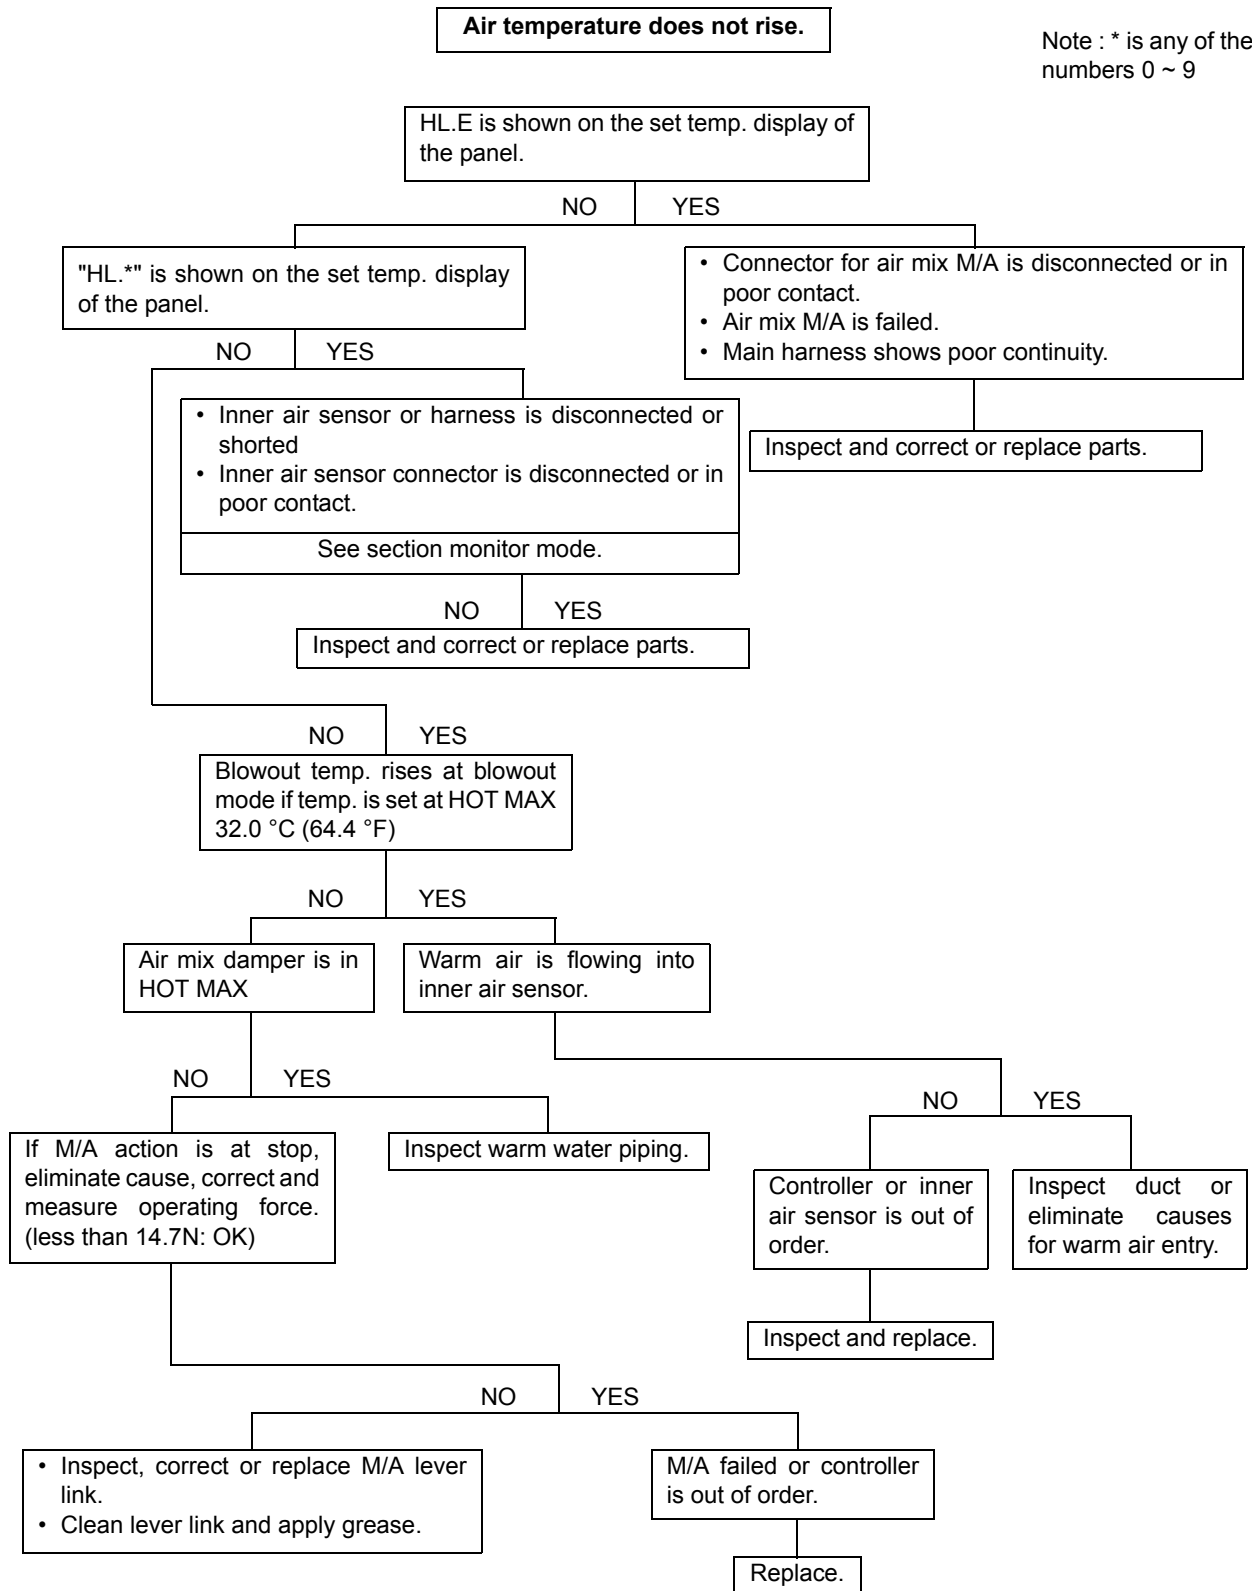 Air temperature does not rise.
Note : * is any of the
numbers 0 ~ 9
HL.E is shown on the set temp. display of
the panel.
NO YES
"HL.*" is shown on the set temp. display
of the panel.
• Connector for air mix M/A is disconnected or in
poor contact.
• Air mix M/A is failed.
• Main harness shows poor continuity.
NO YES
• Inner air sensor or harness is disconnected or
shorted
• Inner air sensor connector is disconnected or in
poor contact.
See section monitor mode.
Inspect and correct or replace parts.
NO YES
Inspect and correct or replace parts.
NO YES
Blowout temp. rises at blowout
mode if temp. is set at HOT MAX
32.0 °C (64.4 °F)
NO YES
Air mix damper is in
HOT MAX
Warm air is flowing into
inner air sensor.
NO YES
NO YES
If M/A action is at stop,
eliminate cause, correct and
measure operating force.
(less than 14.7N: OK)
Inspect warm water piping.
Controller or inner
air sensor is out of
order.
Inspect duct or
eliminate causes
for warm air entry.
Inspect and replace.
NO YES
• Inspect, correct or replace M/A lever
link.
• Clean lever link and apply grease.
M/A failed or controller
is out of order.
Replace.